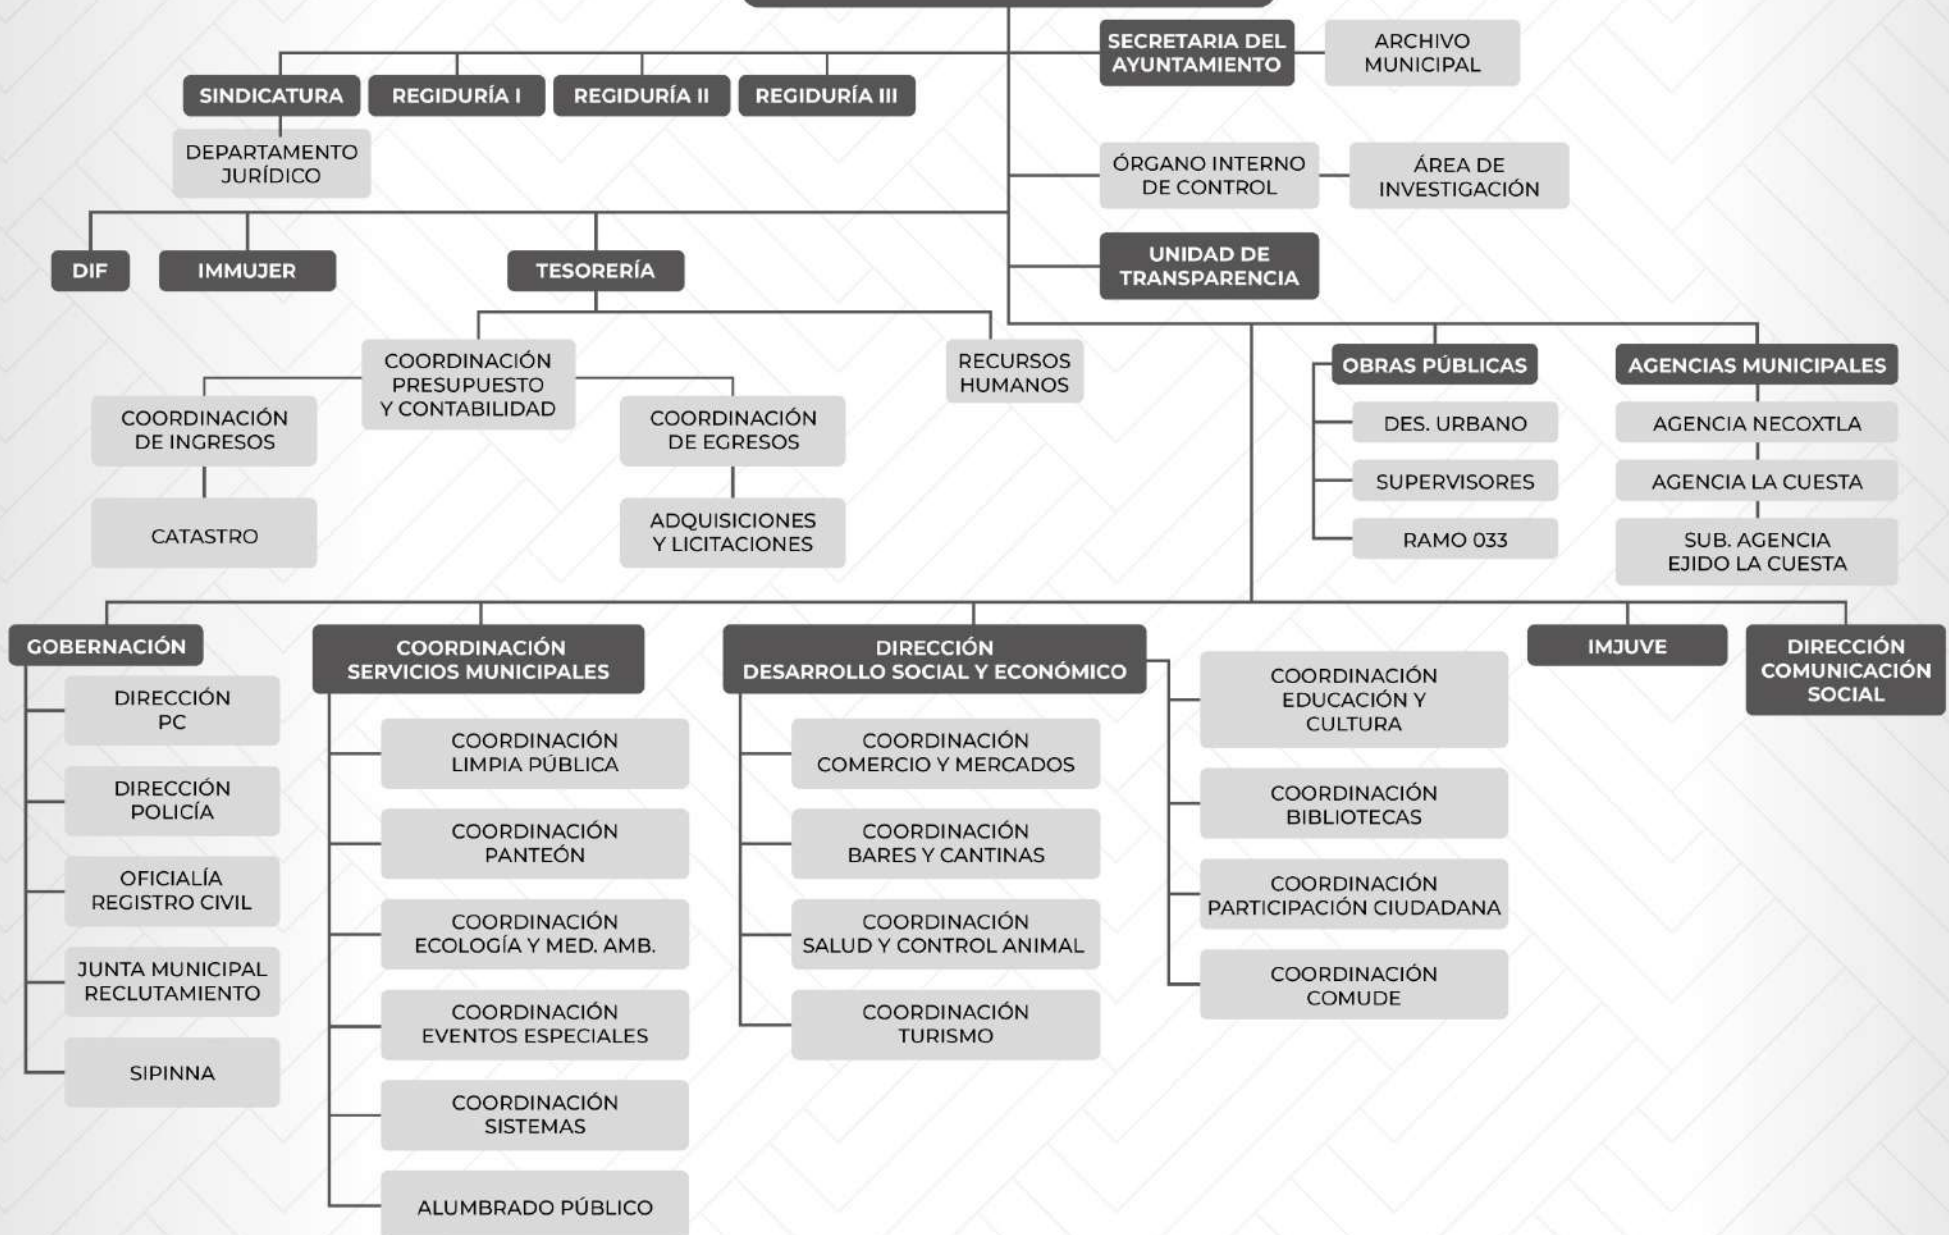 SECRETARIA DEL
AYUNTAMIENTO
ARCHIVO
MUNICIPAL
SINDICATURA
REGIDURÍA I
REGIDURÍA II
REGIDURÍA III
DEPARTAMENTO
JURÍDICO
ÓRGANO INTERNO
DE CONTROL
ÁREA DE
INVESTIGACIÓN
UNIDAD DE
TRANSPARENCIA
DIF
IMMUJER
TESORERÍA
COORDINACIÓN
PRESUPUESTO
Y CONTABILIDAD
RECURSOS
HUMANOS
COORDINACIÓN
DE INGRESOS
COORDINACIÓN
DE EGRESOS
CATASTRO
ADQUISICIONES
Y LICITACIONES
OBRAS PÚBLICAS
DES. URBANO
SUPERVISORES
RAMO 033
AGENCIAS MUNICIPALES
AGENCIA NECOXTLA
AGENCIA LA CUESTA
SUB. AGENCIA
EJIDO LA CUESTA
GOBERNACIÓN
DIRECCIÓN
PC
DIRECCIÓN
POLICÍA
OFICIALÍA
REGISTRO CIVIL
JUNTA MUNICIPAL
RECLUTAMIENTO
SIPINNA
COORDINACIÓN
SERVICIOS MUNICIPALES
COORDINACIÓN
LIMPIA PÚBLICA
COORDINACIÓN
PANTEÓN
COORDINACIÓN
ECOLOGÍA Y MED. AMB.
COORDINACIÓN
EVENTOS ESPECIALES
COORDINACIÓN
SISTEMAS
ALUMBRADO PÚBLICO
DIRECCIÓN
DESARROLLO SOCIAL Y ECONÓMICO
COORDINACIÓN
COMERCIO Y MERCADOS
COORDINACIÓN
BARES Y CANTINAS
COORDINACIÓN
SALUD Y CONTROL ANIMAL
COORDINACIÓN
TURISMO
COORDINACIÓN
EDUCACIÓN Y
CULTURA
COORDINACIÓN
BIBLIOTECAS
COORDINACIÓN
PARTICIPACIÓN CIUDADANA
COORDINACIÓN
COMUDE
IMJUVE
DIRECCIÓN
COMUNICACIÓN
SOCIAL